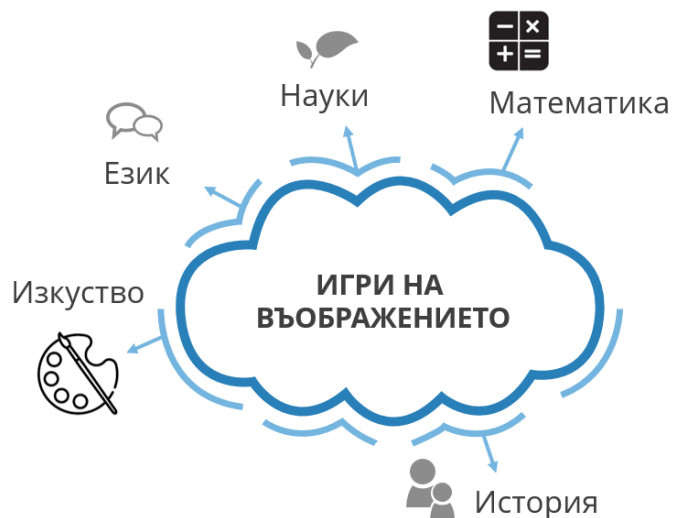 Науки
Математика
Език
Изкуство
ИГРИ НА
ВЪОБРАЖЕНИЕТО
История